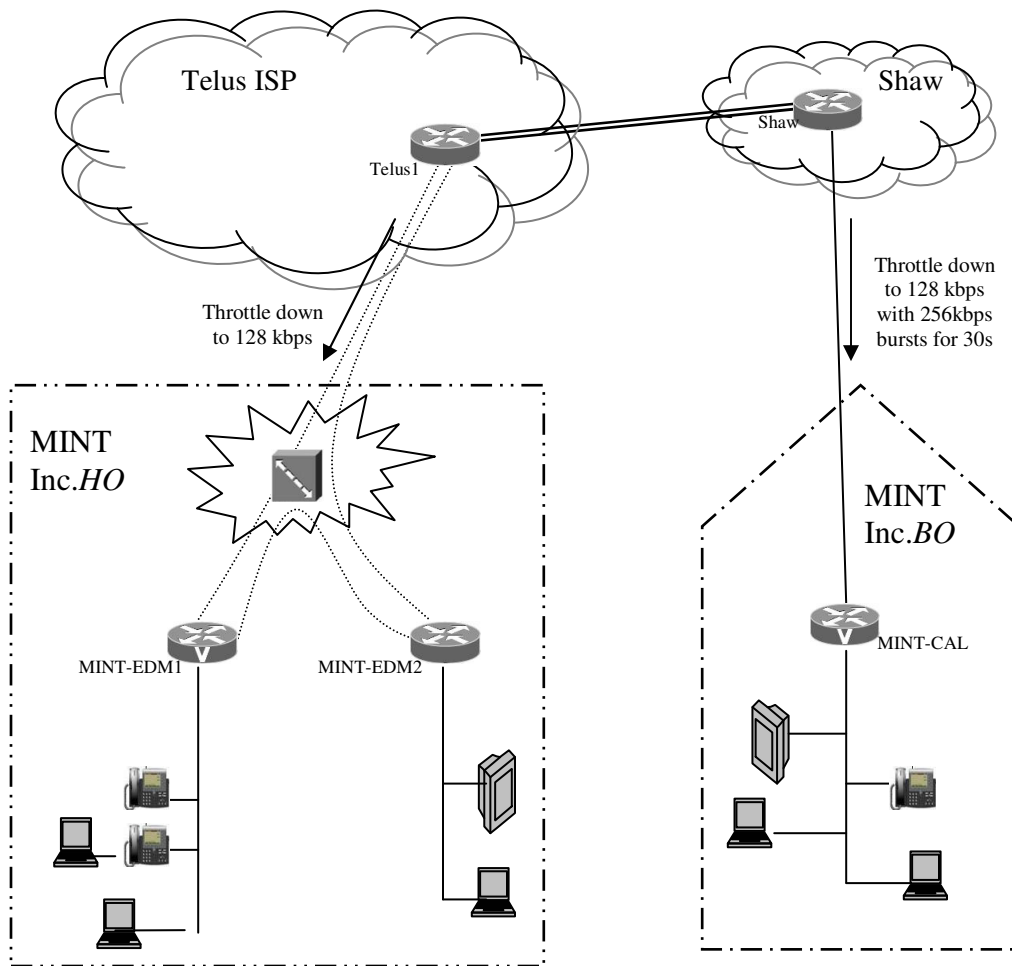 Telus ISP
Shaw
Shaw
Telus1
Throttle down
to 128 kbps
Throttle down
to 128 kbps
with 256kbps
bursts for 30s
MINT
Inc.HO
MINT
Inc.BO
MINT-EDM1
V
MINT-EDM2
V
MINT-CAL